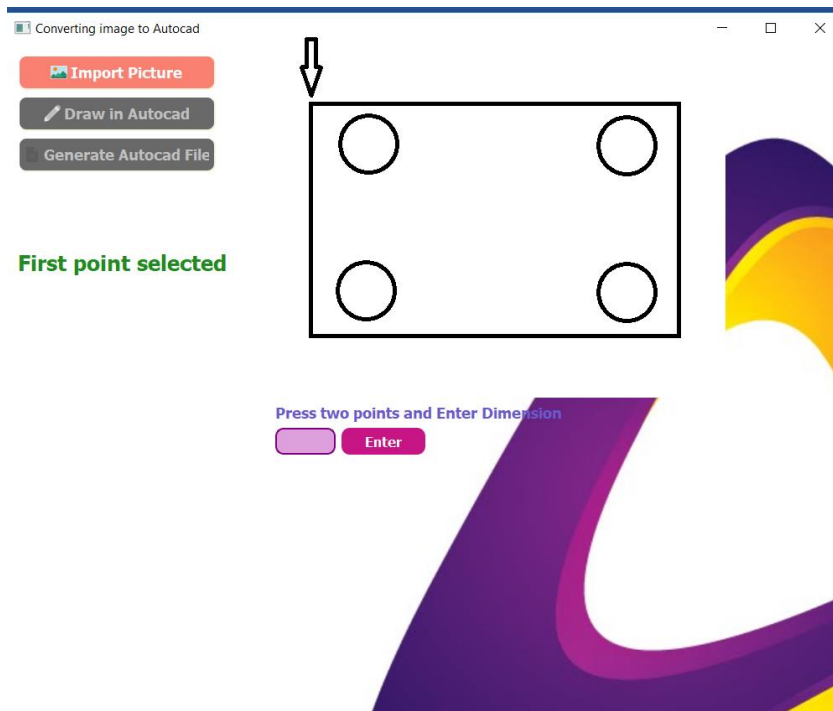 Converting image to Autocad
Import Picture
Draw in Autocad
Generate Autocad File
First point selected
Press two points and Enter Dimension
Enter